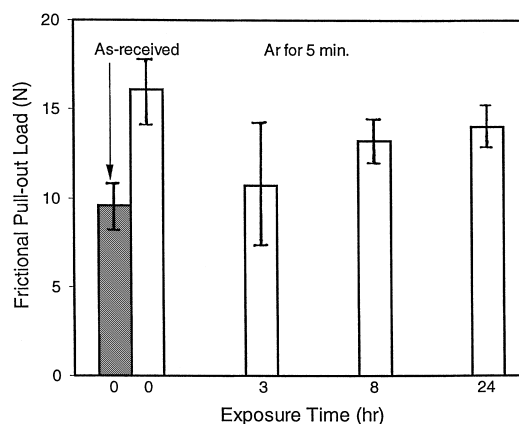 20
As-received
Ar for 5 min.
15
10
5
0
Frictional Pull-out Load (N)
0 0 3 8 24
Exposure Time (hr)